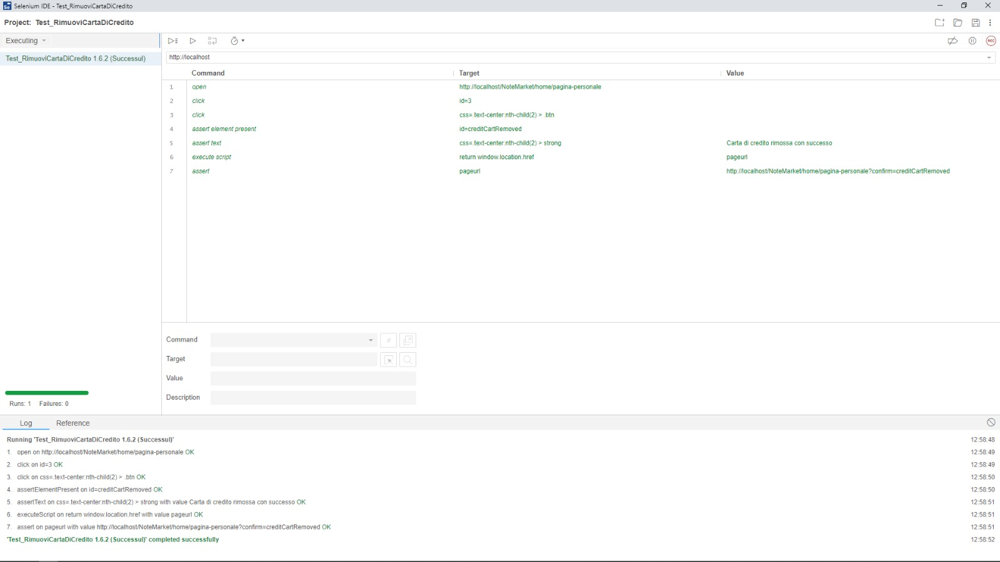 Selenium IDE - Test_RimuoviCartaDiCredito
Project: Test_RimuoviCartaDiCredito
Executing
Test_RimuoviCartaDiCredito 1.6.2 (Successul)
REC
http://localhost
Command Target Value
1 open http://localhost/NoteMarket/home/pagina-personale
2 click id=3
3 click css=.text-center:nth-child(2) > .btn
4 assert element present id=creditCartRemoved
5 assert text css=.text-center:nth-child(2) > strong Carta di credito rimossa con successo
6 execute script return window.location.href pageurl
7 assert pageurl http://localhost/NoteMarket/home/pagina-personale?confirm=creditCartRemoved
Command //
Target
Value
Description
Runs: 1 Failures: 0
Log Reference
Running 'Test_RimuoviCartaDiCredito 1.6.2 (Successul)' 12:58:48
1. open on http://localhost/NoteMarket/home/pagina-personale OK 12:58:49
2. click on id=3 OK 12:58:49
3. click on css=.text-center:nth-child(2) > .btn OK 12:58:50
4. assertElementPresent on id=creditCartRemoved OK 12:58:50
5. assertText on css=.text-center:nth-child(2) > strong with value Carta di credito rimossa con successo OK 12:58:51
6. executeScript on return window.location.href with value pageurl OK 12:58:51
7. assert on pageurl with value http://localhost/NoteMarket/home/pagina-personale?confirm=creditCartRemoved OK 12:58:51
'Test_RimuoviCartaDiCredito 1.6.2 (Successul)' completed successfully 12:58:52